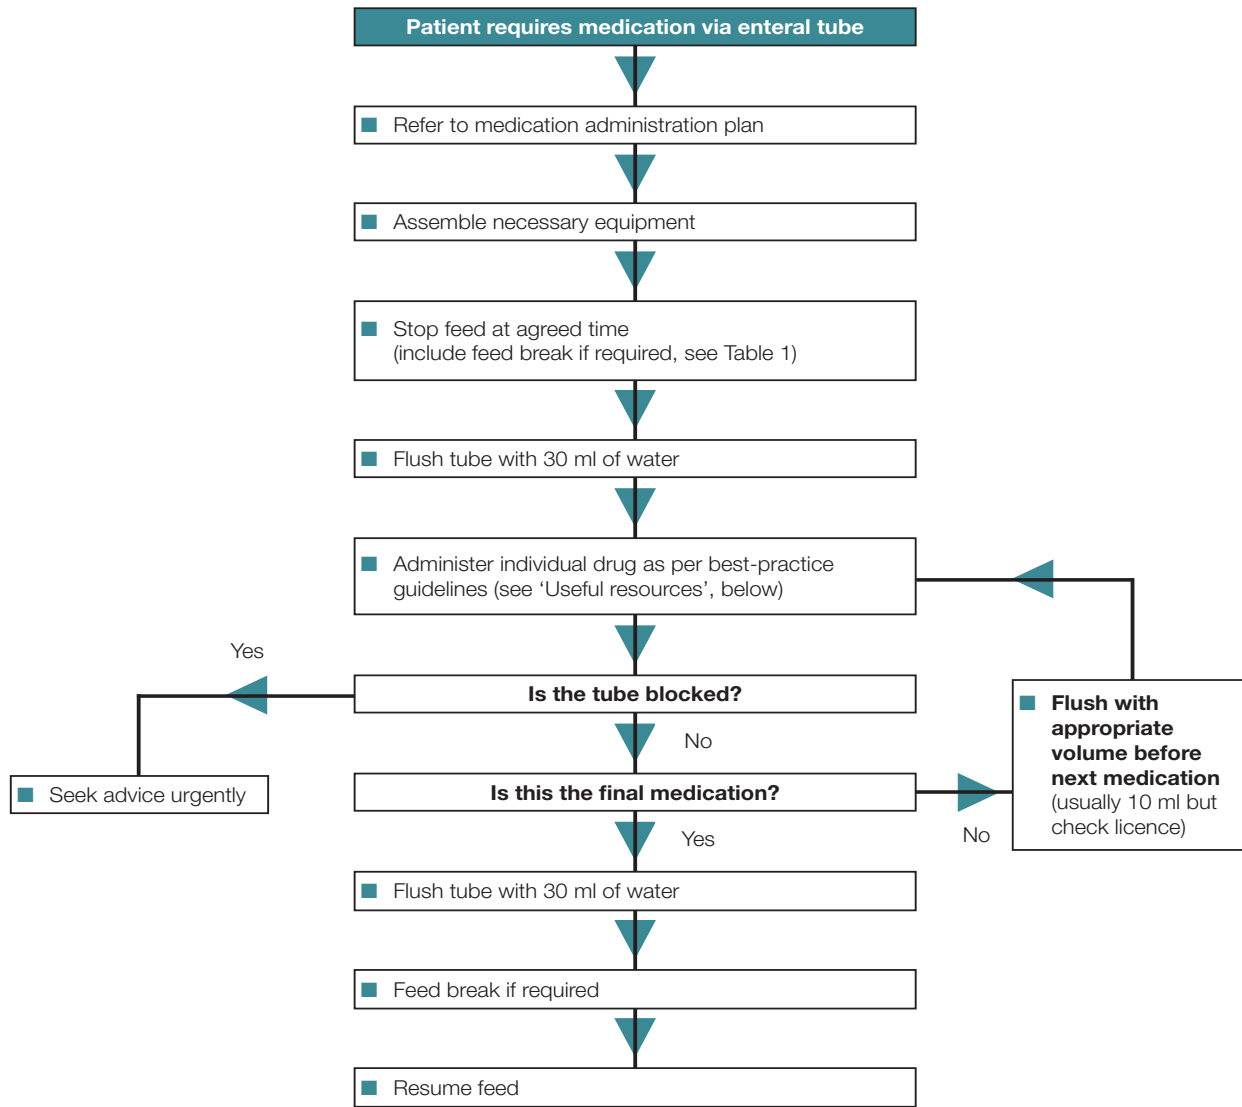 Patient requires medication via enteral tube
Refer to medication administration plan
Assemble necessary equipment
Stop feed at agreed time
(include feed break if required, see Table 1)
Flush tube with 30 ml of water
Administer individual drug as per best-practice
guidelines (see ‘Useful resources’, below)
Yes
Is the tube blocked?
No
Seek advice urgently
Is this the final medication?
No
Flush with
appropriate
volume before
next medication
(usually 10 ml but
check licence)
Yes
Flush tube with 30 ml of water
Feed break if required
Resume feed